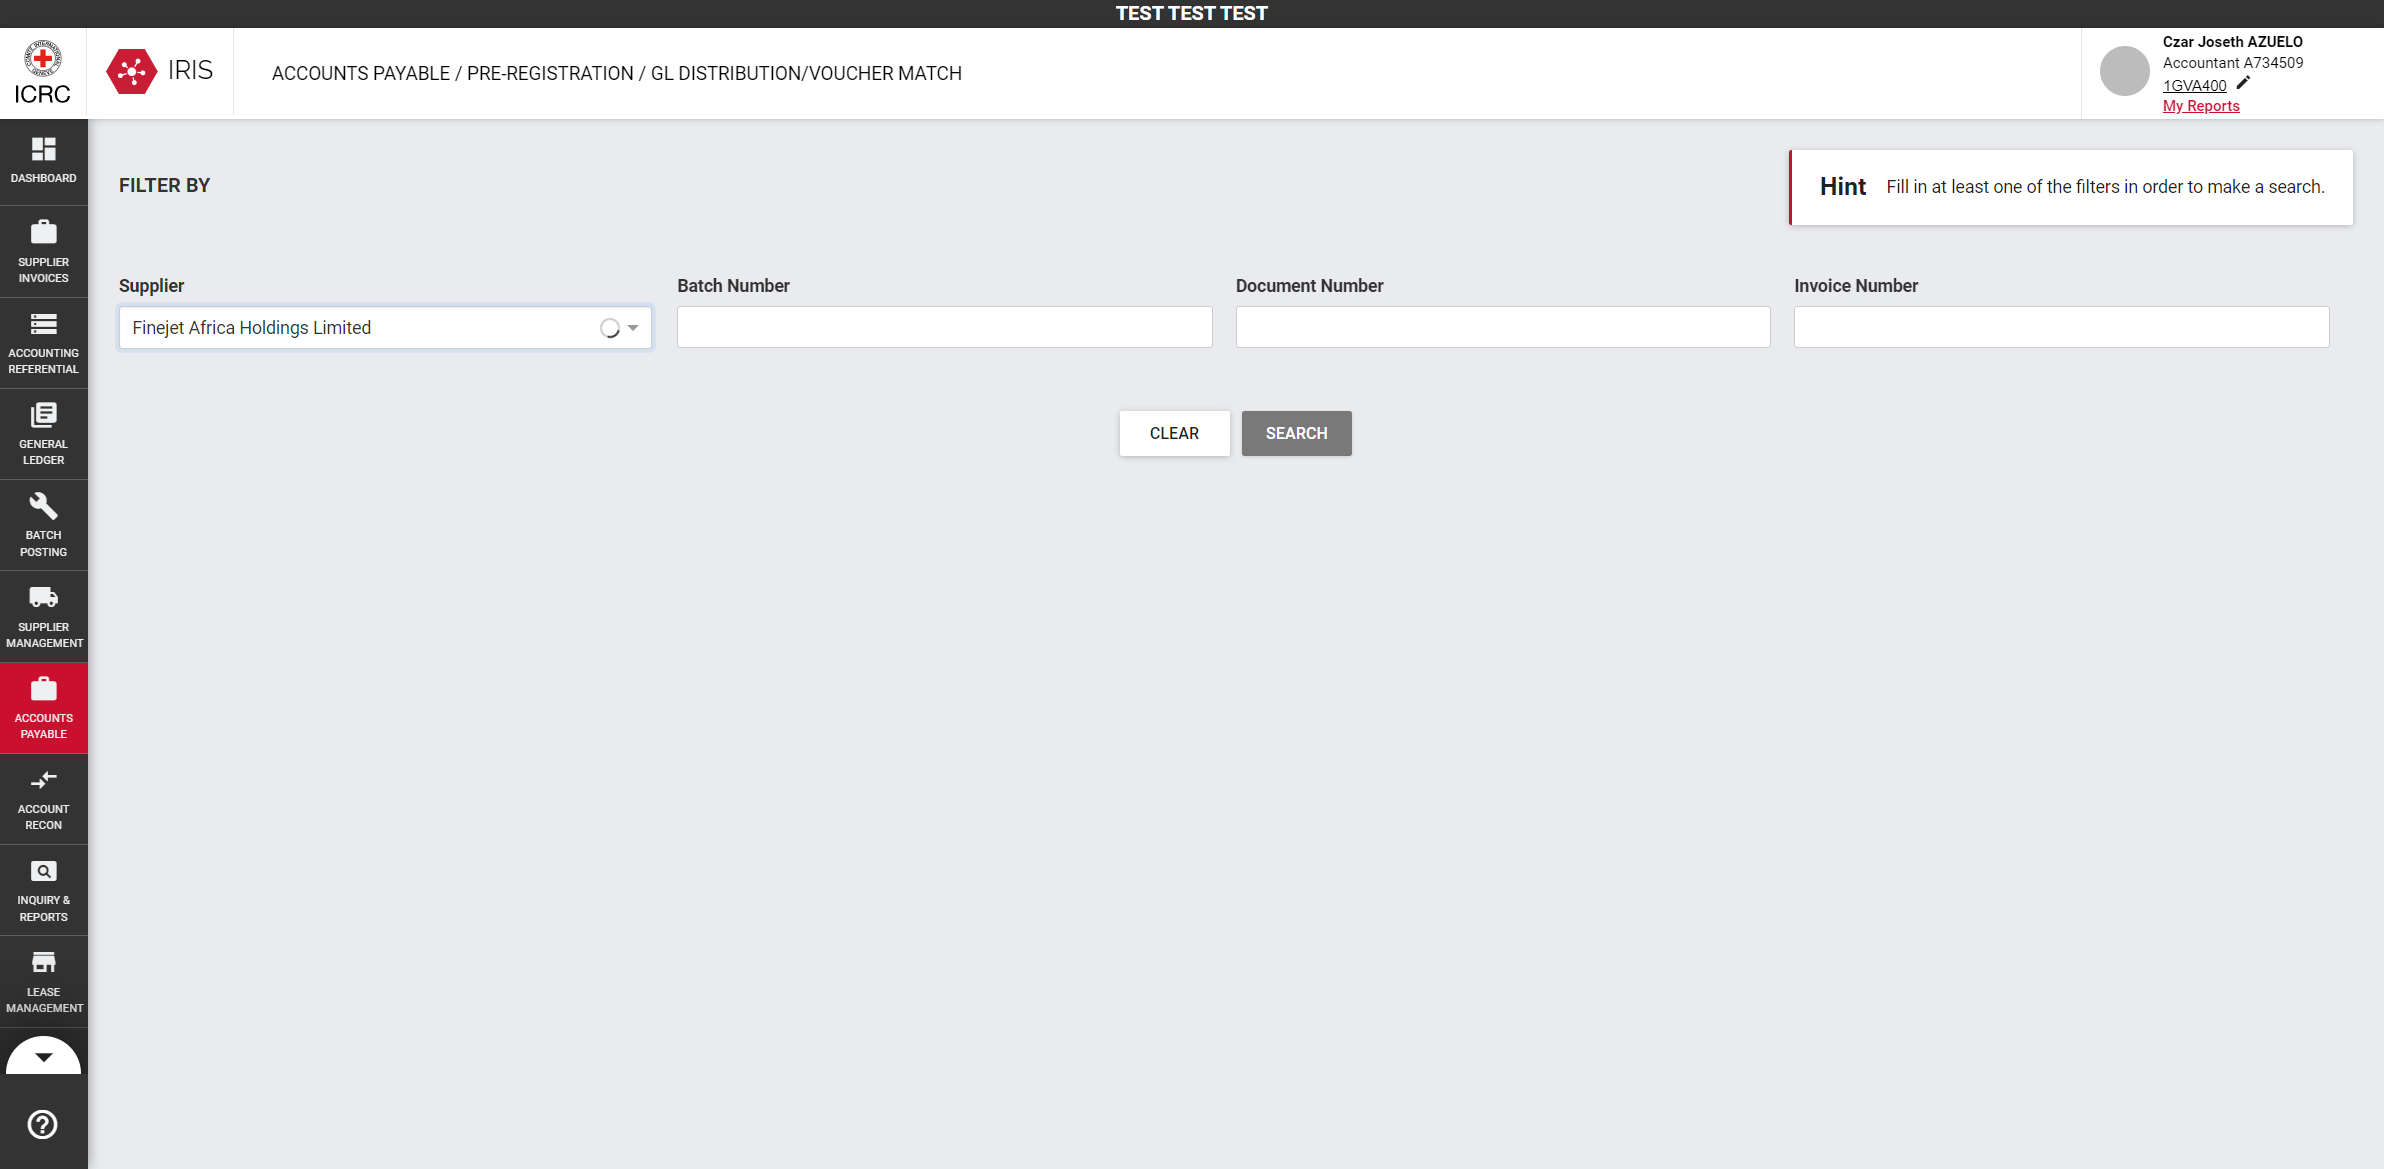 TEST TEST TEST
ICRC
IRIS
ACCOUNTS PAYABLE / PRE-REGISTRATION / GL DISTRIBUTION/VOUCHER MATCH
Czar Joseth AZUELO
Accountant A734509
1GVA400
My Reports
DASHBOARD
SUPPLIER
INVOICES
ACCOUNTING
REFERENTIAL
GENERAL
LEDGER
BATCH
POSTING
SUPPLIER
MANAGEMENT
ACCOUNTS
PAYABLE
ACCOUNT
RECON
INQUIRY &
REPORTS
LEASE
MANAGEMENT
FILTER BY
Hint Fill in at least one of the filters in order to make a search.
Supplier
Finejet Africa Holdings Limited
Batch Number
Document Number
Invoice Number
CLEAR
SEARCH